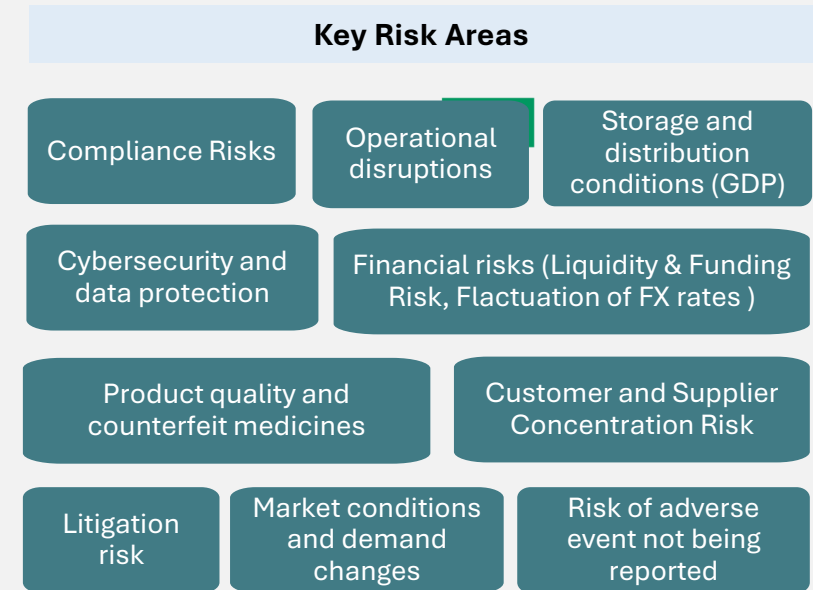 Key Risk Areas
Compliance Risks
Operational
disruptions
Storage and
distribution
conditions (GDP)
Cybersecurity and
data protection
Financial risks (Liquidity & Funding
Risk, Flactuation of FX rates )
Product quality and
counterfeit medicines
Customer and Supplier
Concentration Risk
Litigation
risk
Market conditions
and demand
changes
Risk of adverse
event not being
reported